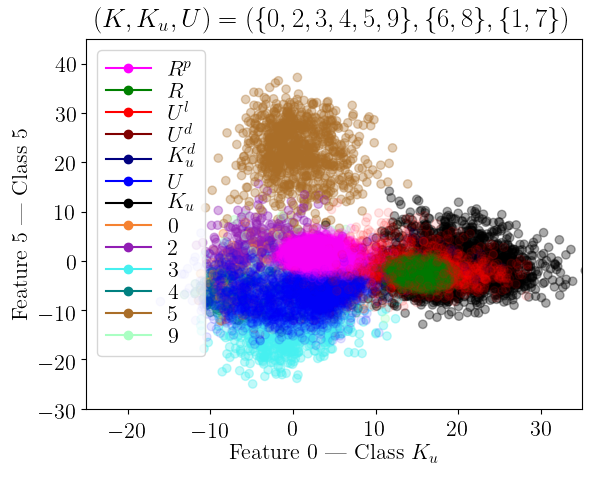 (K, K_u, U) = ({0, 2, 3, 4, 5, 9}, {6, 8}, {1, 7})
Feature 5 — Class 5
40
30
20
10
0
−10
−20
−30
R^p
R
U^l
U^d
K_u^d
U
K_u
0
2
3
4
5
9
−20
−10
0
10
20
30
Feature 0 — Class K_u